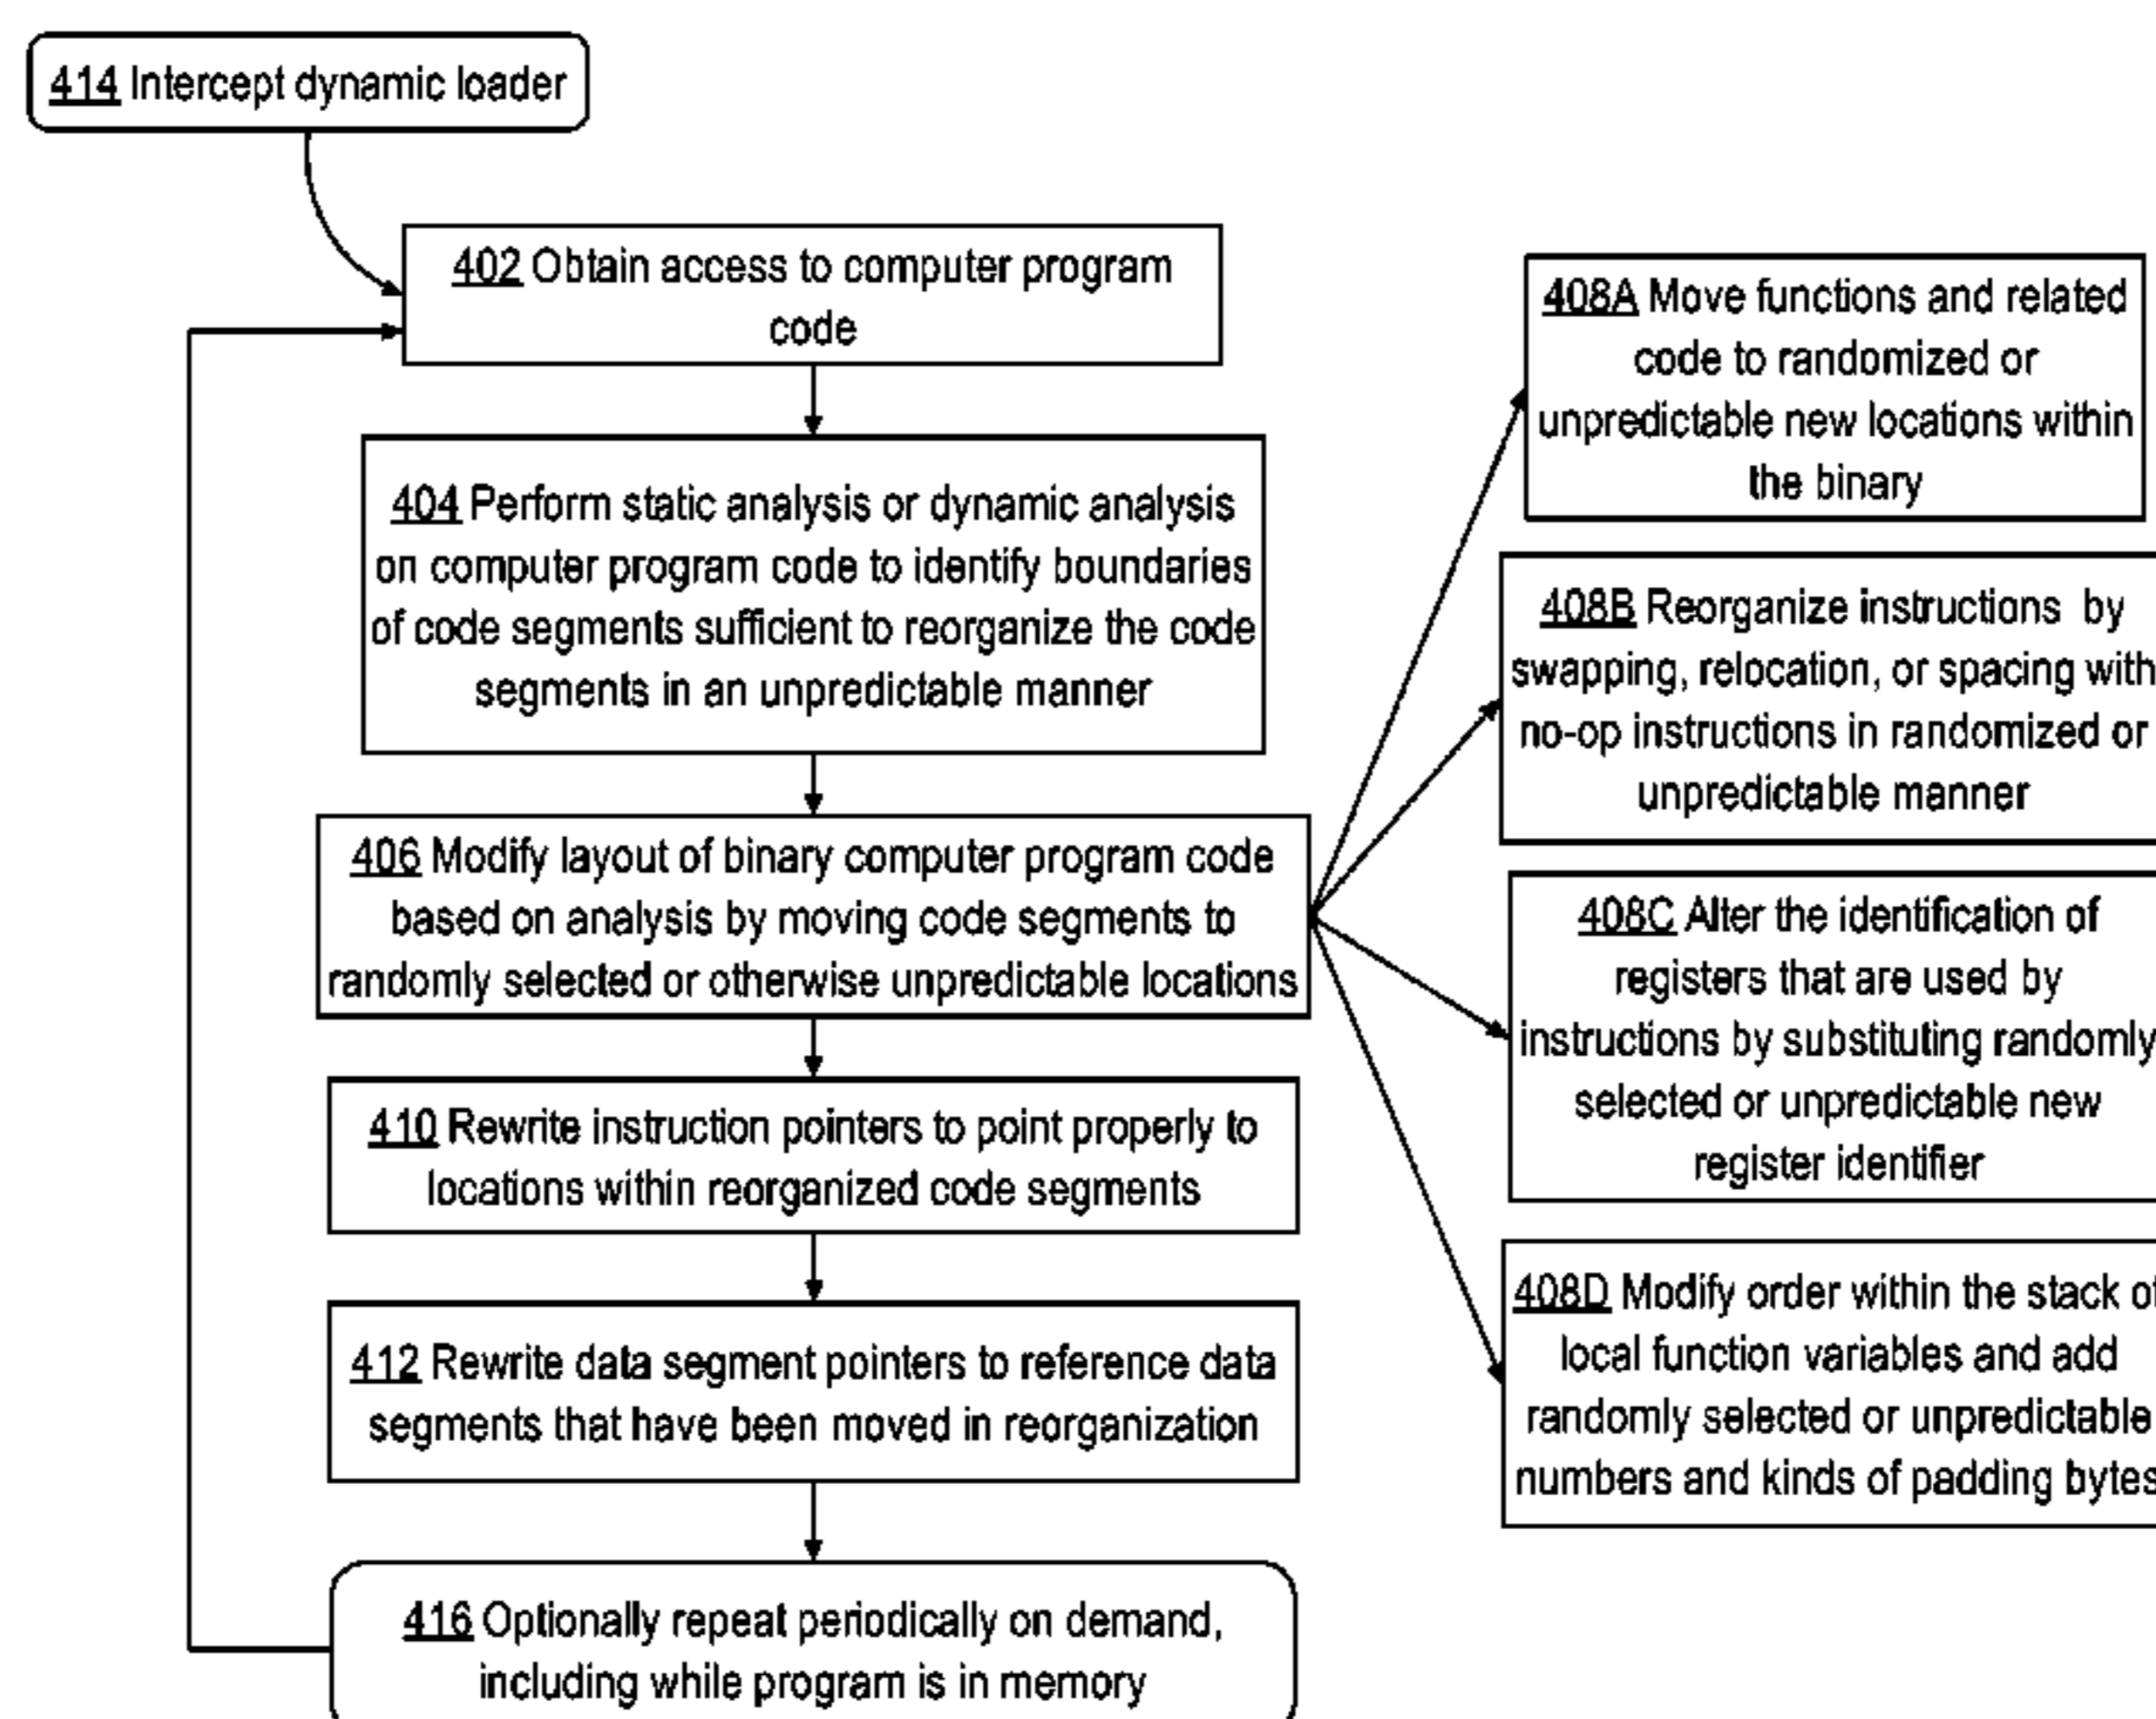 414 Intercept dynamic loader
402 Obtain access to computer program
code
404 Perform static analysis or dynamic analysis
on computer program code to identify boundaries
of code segments sufficient to reorganize the code
segments in an unpredictable manner
406 Modify layout of binary computer program code
based on analysis by moving code segments to
randomly selected or otherwise unpredictable locations
410 Rewrite instruction pointers to point properly to
locations within reorganized code segments
412 Rewrite data segment pointers to reference data
segments that have been moved in reorganization
416 Optionally repeat periodically on demand,
including while program is in memory
408A Move functions and related
code to randomized or
unpredictable new locations within
the binary
408B Reorganize instructions by
swapping, relocation, or spacing with
no-op instructions in randomized or
unpredictable manner
408C Alter the identification of
registers that are used by
instructions by substituting randomly
selected or unpredictable new
register identifier
408D Modify order within the stack of
local function variables and add
randomly selected or unpredictable
numbers and kinds of padding bytes